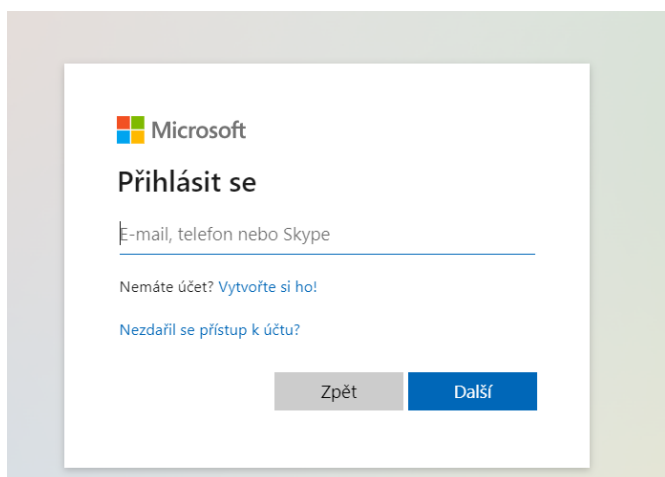 Microsoft
Přihlásit se
E-mail, telefon nebo Skype
Nemáte účet? Vytvořte si ho!
Nezdařil se přístup k účtu?
Zpět Další